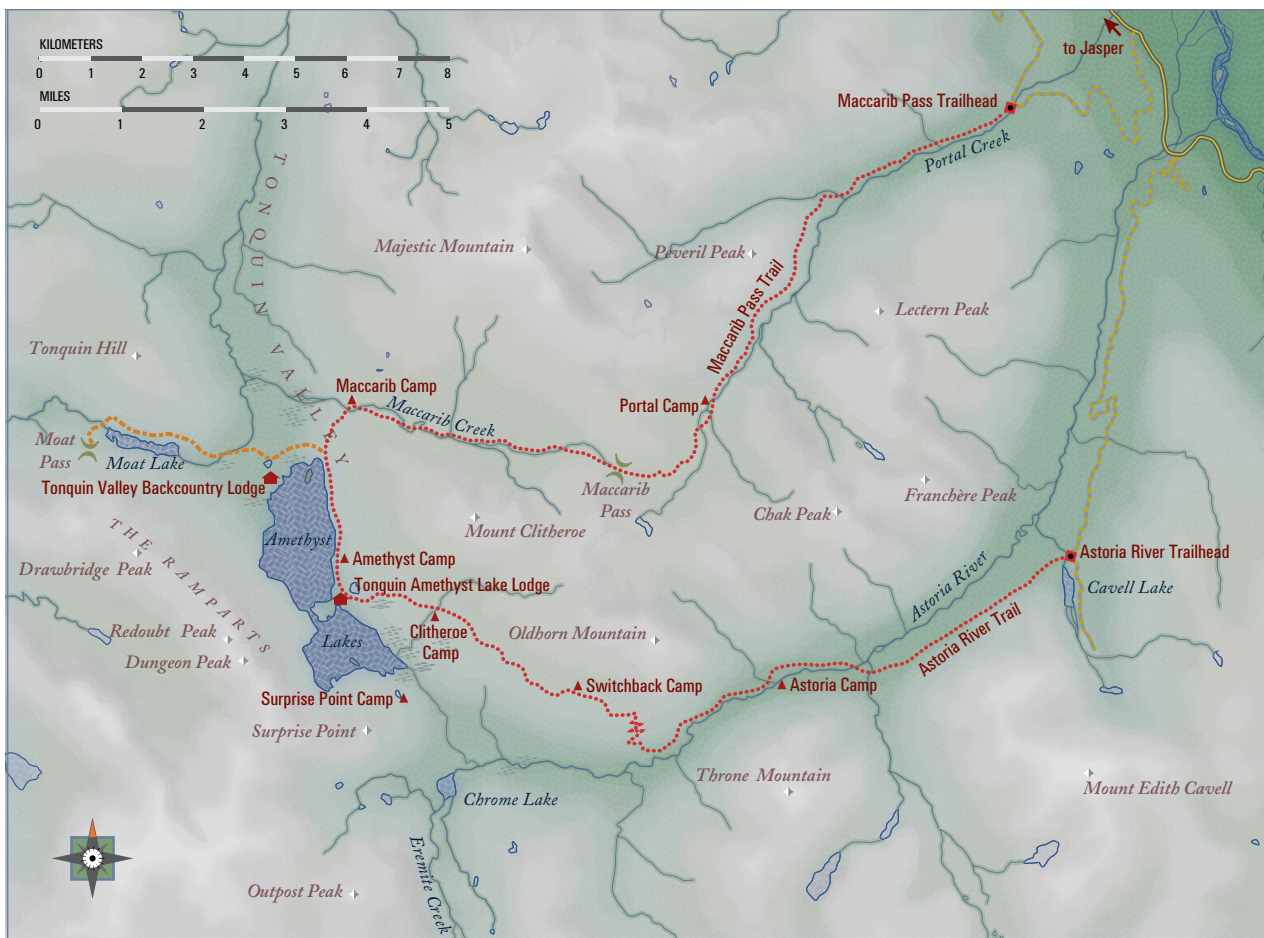 KILOMETERS
0 1 2 3 4 5 6 7 8
MILES
0 1 2 3 4 5
to Jasper
Maccarib Pass Trailhead
Portal Creek
TONQUIN VALLEY
Majestic Mountain
Peveril Peak
Maccarib Pass Trail
Lectern Peak
Tonquin Hill
Maccarib Camp
Maccarib Creek
Portal Camp
Moat
Pass
Moat Lake
Tonquin Valley Backcountry Lodge
Maccarib
Pass
Franchère Peak
Chak Peak
Mount Clitheroe
THE RAMPARTS
Amethyst
Lakes
Drawbridge Peak
Amethyst Camp
Tonquin Amethyst Lake Lodge
Astoria River
Astoria River Trailhead
Cavell Lake
Redoubt Peak
Dungeon Peak
Clitheroe
Camp
Oldhorn Mountain
Astoria River Trail
Surprise Point Camp
Switchback Camp
Astoria Camp
Surprise Point
Throne Mountain
Mount Edith Cavell
Chrome Lake
Eremite Creek
Outpost Peak